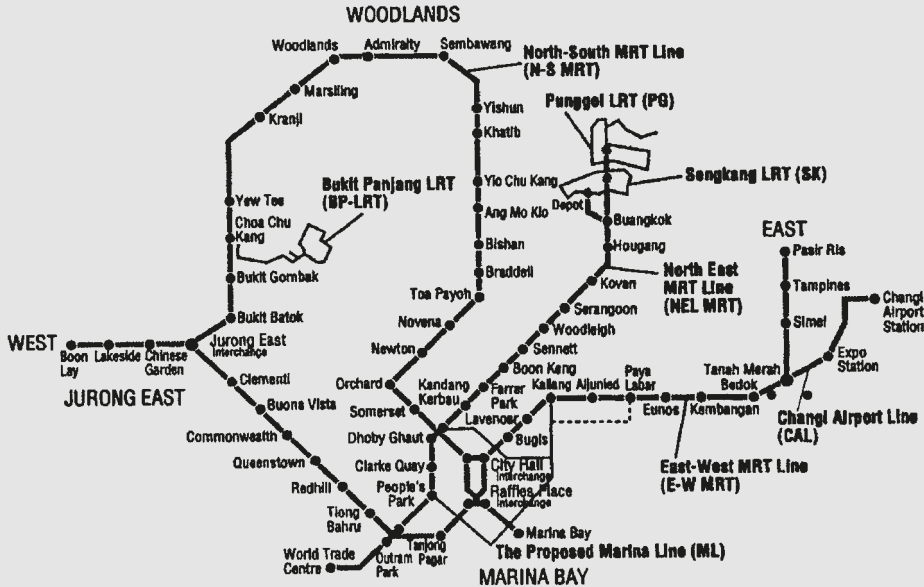 WOODLANDS
Woodlands
Admiralty
Sembawang
North-South MRT Line
(N-S MRT)
Marsiling
Kranji
Yishun
Khatib
Punggol LRT (PG)
Yio Chu Kang
Sengkang LRT (SK)
Depot
Bukit Panjang LRT
(BP-LRT)
Yew Tee
Choa Chu
Kang
Ang Mo Kio
Buangkok
Bishan
Hougang
EAST
Pasir Ris
Bukit Gombak
Braddell
Kovan
North East
MRT Line
(NEL MRT)
Tampines
Changi
Airport
Station
Toa Payoh
Serangoon
Bukit Batok
Novena
Woodleigh
Simei
WEST
Boon
Lay
Lakeside
Chinese
Garden
Jurong East
Interchange
Newton
Sennett
Expo
Station
JURONG EAST
Clementi
Orchard
Boon Keng
Kandang
Kerbau
Farrer
Park
Kallang
Aljunied
Paya
Labar
Tanah Merah
Bedok
Buona Vista
Somerset
Lavenoer
Eunos
Kembangan
Changi Airport Line
(CAL)
Commonwealth
Dhoby Ghaut
Bugis
Queenstown
Clarke Quay
City Hall
Interchange
East-West MRT Line
(E-W MRT)
Redhill
People's
Park
Raffles Place
Interchange
Tiong
Bahru
Marina Bay
World Trade
Centre
Outram
Park
Tanjong
Pagar
The Proposed Marina Line (ML)
MARINA BAY